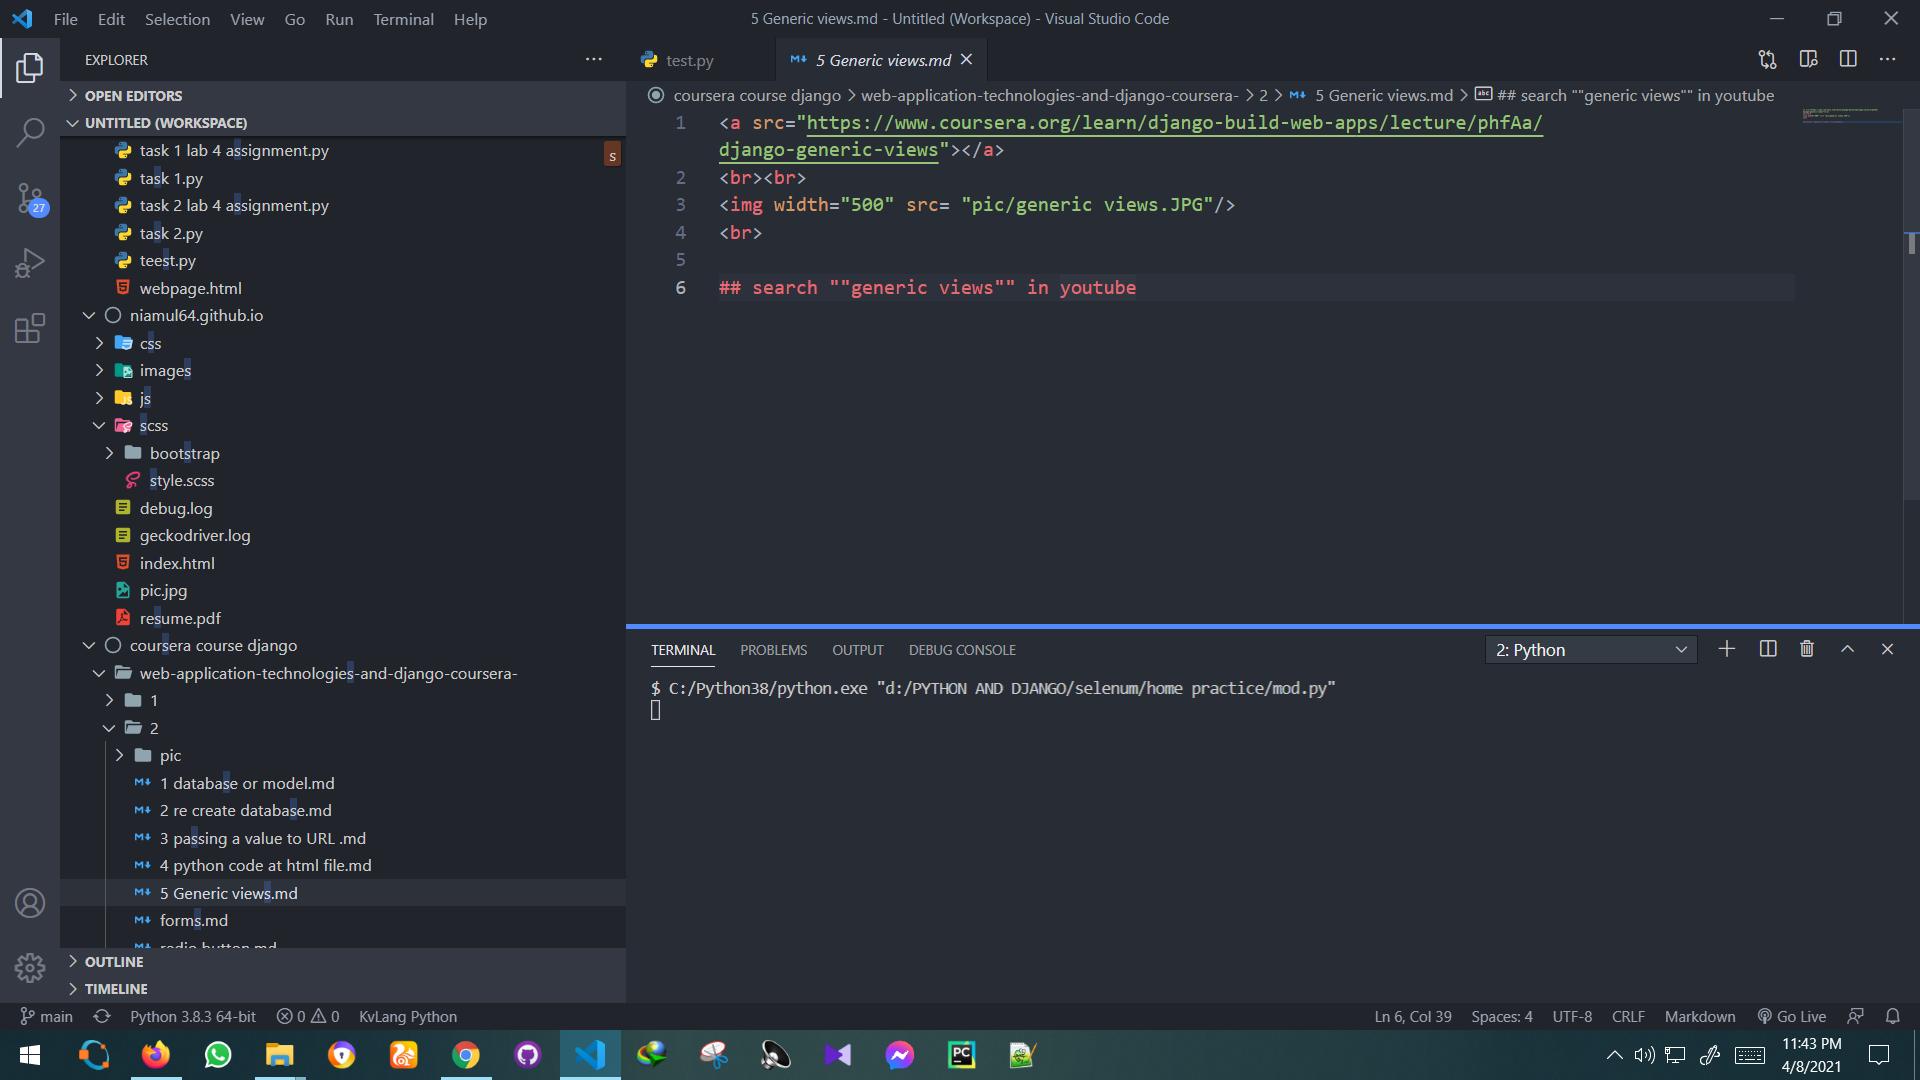 File Edit Selection View Go Run Terminal Help
5 Generic views.md - Untitled (Workspace) - Visual Studio Code
EXPLORER
test.py
5 Generic views.md
OPEN EDITORS
coursera course django > web-application-technologies-and-django-coursera- > 2 > 5 Generic views.md > ## search ""generic views"" in youtube
UNTITLED (WORKSPACE)
task 1 lab 4 assignment.py
s
task 1.py
task 2 lab 4 assignment.py
task 2.py
teest.py
webpage.html
niamul64.github.io
css
images
js
scss
bootstrap
style.scss
debug.log
geckodriver.log
index.html
pic.jpg
resume.pdf
coursera course django
web-application-technologies-and-django-coursera-
1
2
pic
1 database or model.md
2 re create database.md
3 passing a value to URL .md
4 python code at html file.md
5 Generic views.md
forms.md
radio button.md
OUTLINE
TIMELINE
27
1 <a src="https://www.coursera.org/learn/django-build-web-apps/lecture/phfAa/
django-generic-views"></a>
2 <br><br>
3 <img width="500" src= "pic/generic views.JPG"/>
4 <br>
5
6 ## search ""generic views"" in youtube
TERMINAL PROBLEMS OUTPUT DEBUG CONSOLE
2: Python
$ C:/Python38/python.exe "d:/PYTHON AND DJANGO/selenum/home practice/mod.py"
main
Python 3.8.3 64-bit
0 0
KvLang Python
Ln 6, Col 39
Spaces: 4
UTF-8
CRLF
Markdown
Go Live
PC
11:43 PM
4/8/2021